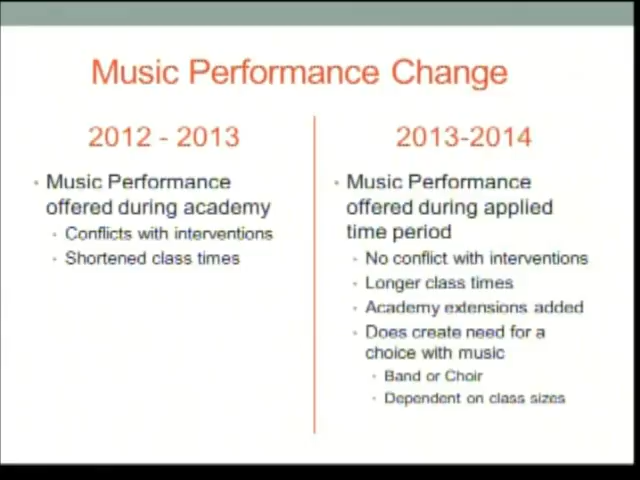 Music Performance Change
2012 - 2013
Music Performance
offered during academy
Conflicts with interventions
Shortened class times
2013-2014
Music Performance
offered during applied
time period
No conflict with interventions
Longer class times
Academy extensions added
Does create need for a
choice with music
Band or Choir
Dependent on class sizes